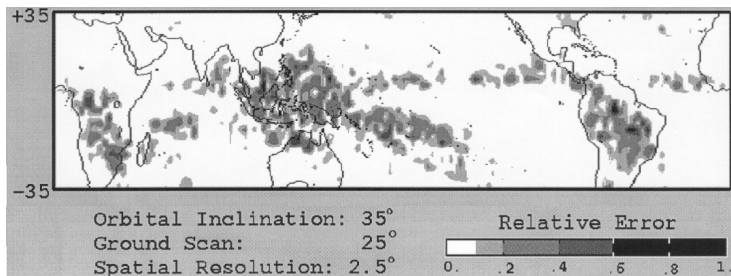 +35
-35
Orbital Inclination: 35°
Ground Scan: 25°
Spatial Resolution: 2.5°
Relative Error
0. .2 .4 .6 .8 1.